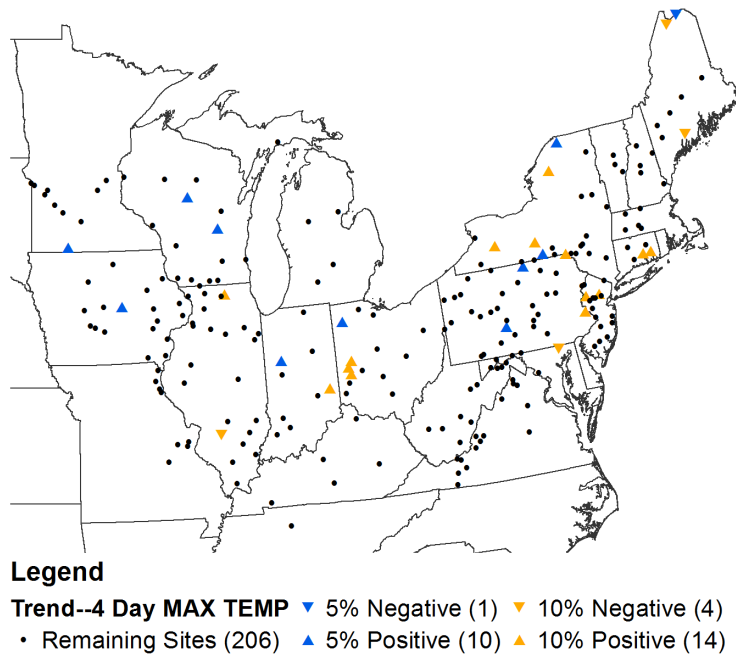 Legend
Trend--4 Day MAX TEMP ▼ 5% Negative (1) ▼ 10% Negative (4)
• Remaining Sites (206) ▲ 5% Positive (10) ▲ 10% Positive (14)